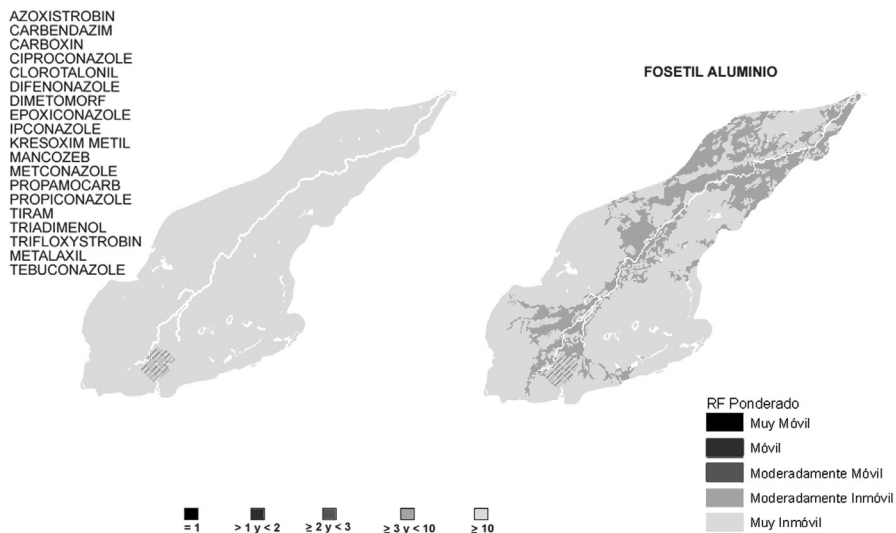 AZOXISTROBIN
CARBENDAZIM
CARBOXIN
CIPROCONAZOLE
CLOROTALONIL
DIFENONAZOLE
DIMETOMORF
EPOXICONAZOLE
IPCONAZOLE
KRESOXIM METIL
MANCOZEB
METCONAZOLE
PROPAMOCARB
PROPICONAZOLE
TIRAM
TRIADIMENOL
TRIFLOXYSTROBIN
METALAXIL
TEBUCONAZOLE
FOSETIL ALUMINIO
RF Ponderado
Muy Móvil
Móvil
Moderadamente Móvil
Moderadamente Inmóvil
Muy Inmóvil
= 1
> 1 y < 2
≥ 2 y < 3
≥ 3 y < 10
≥ 10